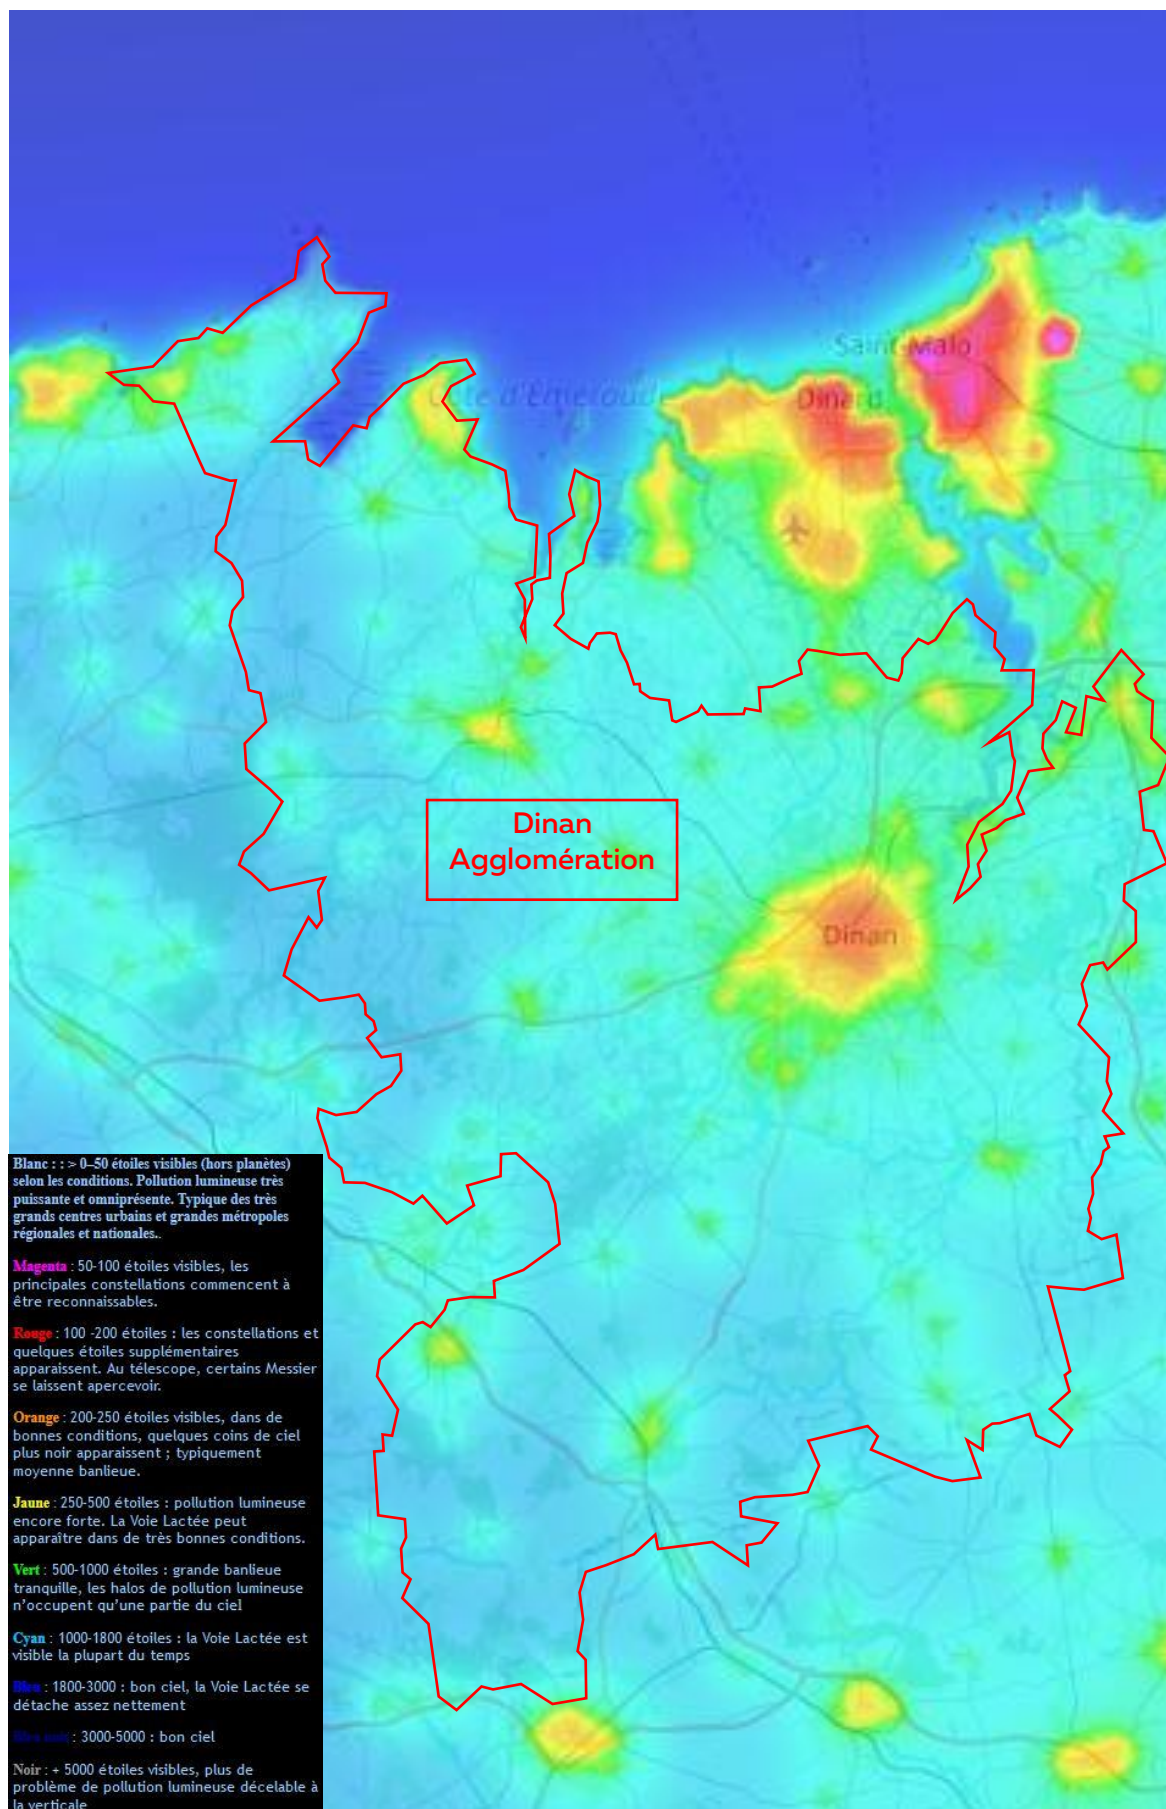 Saint-Malo
Côte d'Emeraude
Dinard
Dinan
Agglomération
Dinan
Blanc : : > 0–50 étoiles visibles (hors planètes)
selon les conditions. Pollution lumineuse très
puissante et omniprésente. Typique des très
grands centres urbains et grandes métropoles
régionales et nationales..
Magenta : 50-100 étoiles visibles, les
principales constellations commencent à
être reconnaissables.
Rouge : 100 -200 étoiles : les constellations et
quelques étoiles supplémentaires
apparaissent. Au télescope, certains Messier
se laissent apercevoir.
Orange : 200-250 étoiles visibles, dans de
bonnes conditions, quelques coins de ciel
plus noir apparaissent ; typiquement
moyenne banlieue.
Jaune : 250-500 étoiles : pollution lumineuse
encore forte. La Voie Lactée peut
apparaître dans de très bonnes conditions.
Vert : 500-1000 étoiles : grande banlieue
tranquille, les halos de pollution lumineuse
n'occupent qu'une partie du ciel
Cyan : 1000-1800 étoiles : la Voie Lactée est
visible la plupart du temps
Bleu : 1800-3000 : bon ciel, la Voie Lactée se
détache assez nettement
Bleu nuit : 3000-5000 : bon ciel
Noir : + 5000 étoiles visibles, plus de
problème de pollution lumineuse décelable à
la verticale